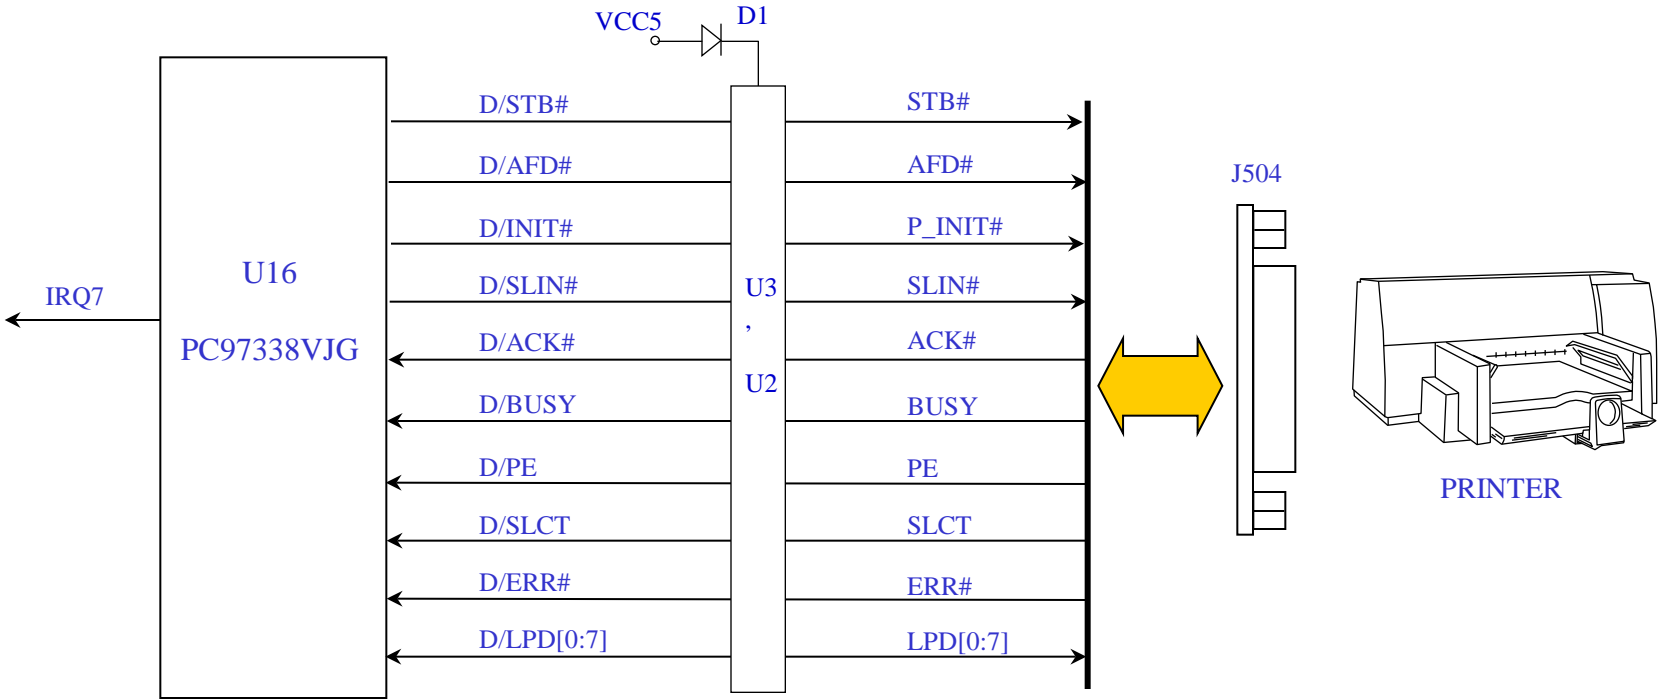 VCC5
D1
D/STB#
STB#
D/AFD#
AFD#
J504
D/INIT#
P_INIT#
U16
PC97338VJG
IRQ7
D/SLIN#
SLIN#
U3
,
U2
D/ACK#
ACK#
D/BUSY
BUSY
D/PE
PE
PRINTER
D/SLCT
SLCT
D/ERR#
ERR#
D/LPD[0:7]
LPD[0:7]